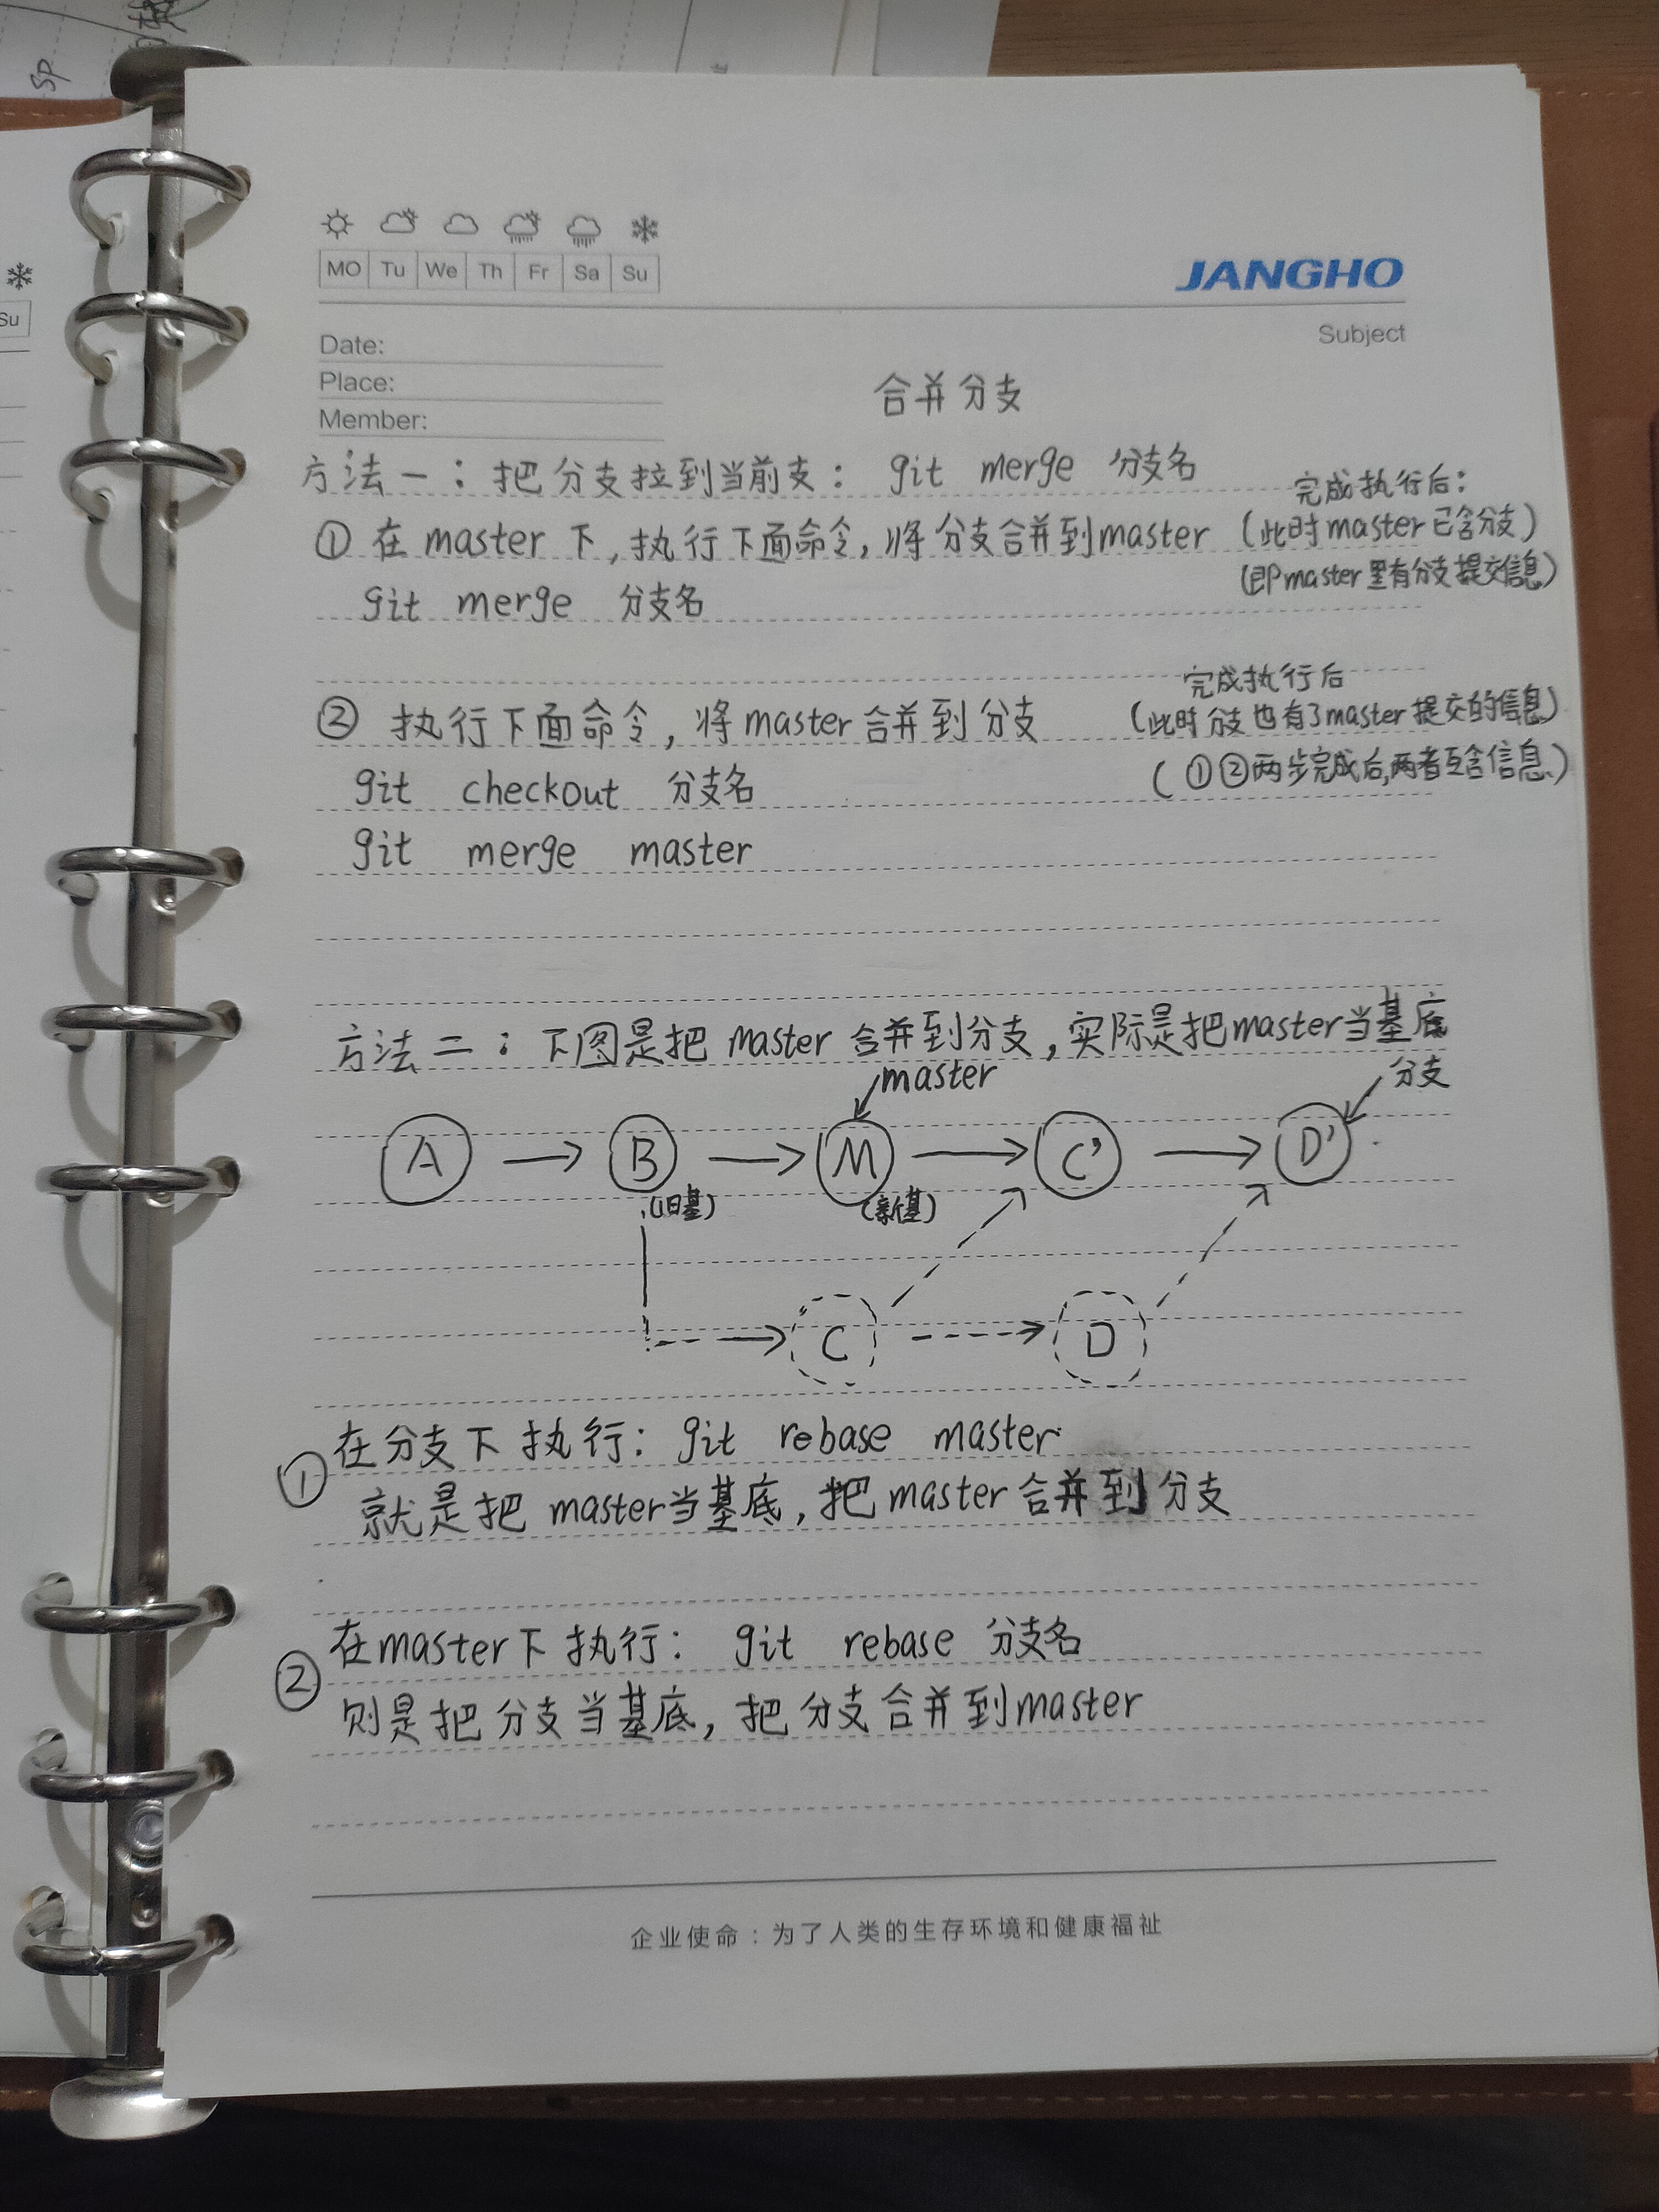 sp
Su
MO Tu We Th Fr Sa Su
JANGHO
Subject
Date:
Place:
Member:
合并分支
方法一：把分支拉到当前支： git merge 分支名
完成执行后：
① 在 master 下，执行下面命令，将分支合并到master （此时master已含分支）
（即master里有分支提交信息）
git merge 分支名
完成执行后
② 执行下面命令，将master合并到分支 （此时分支也有了master提交的信息）
（①②两步完成后，两者互含信息.）
git checkout 分支名
git merge master
方法二：下图是把 master 合并到分支，实际是把master当基底
master
分支
A B M C' D'
（旧基） （新基）
C D
① 在分支下执行： git rebase master
就是把 master当基底，把 master 合并到分支
② 在master下执行： git rebase 分支名
则是把分支当基底，把分支合并到master
企业使命：为了人类的生存环境和健康福祉